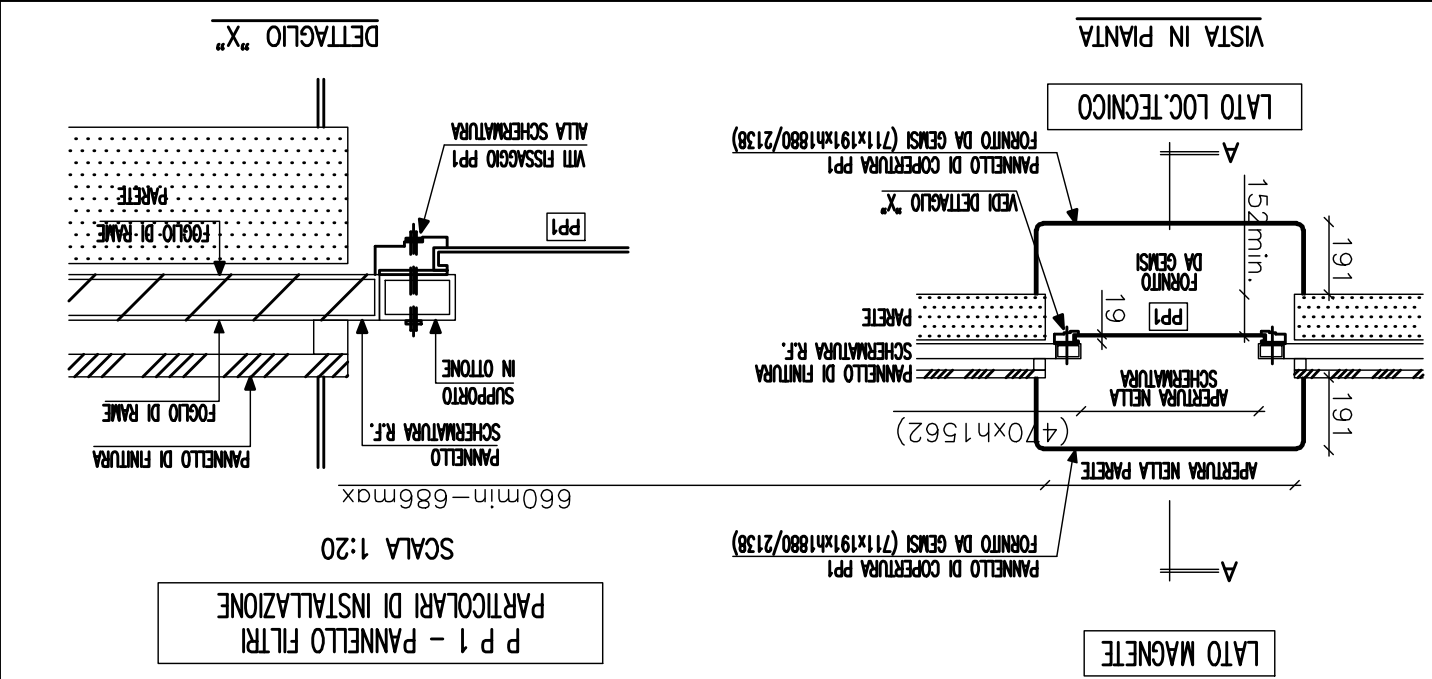 LATO MAGNETE
A
PANNELLO DI COPERTURA PP1
FORNITO DA GEMSI (711x191xh1880/2138)
APERTURA NELLA PARETE
660min-686max
(470xh1562)
APERTURA NELLA
SCHERMATURA
191
PANNELLO DI FINITURA
SCHERMATURA R.F.
PARETE
PP1
19
FORNITO
DA GEMSI
152min.
191
VEDI DETTAGLIO "X"
PANNELLO DI COPERTURA PP1
FORNITO DA GEMSI (711x191xh1880/2138)
A
LATO LOC.TECNICO
VISTA IN PIANTA
P P 1 - PANNELLO FILTRI
PARTICOLARI DI INSTALLAZIONE
SCALA 1:20
PANNELLO DI FINITURA
PANNELLO
SCHERMATURA R.F.
FOGLIO DI RAME
SUPPORTO
IN OTTONE
FOGLIO DI RAME
PARETE
PP1
VITI FISSAGGIO PP1
ALLA SCHERMATURA
DETTAGLIO "X"